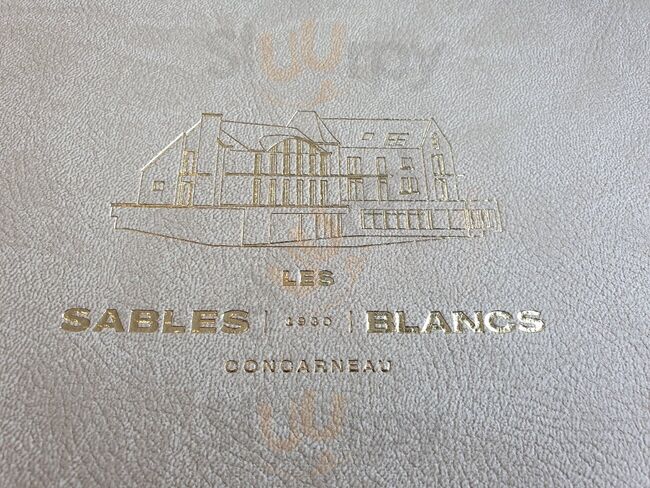 LES
SABLES | 1930 | BLANCS
CONCARNEAU